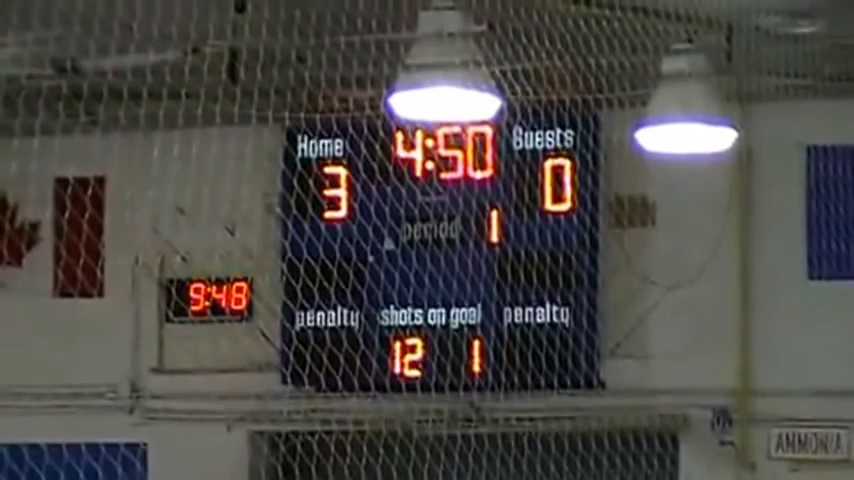 Home 4:50 Guests
3 0
period 1
9:48
penalty shots on goal penalty
12 1
AMMONIA